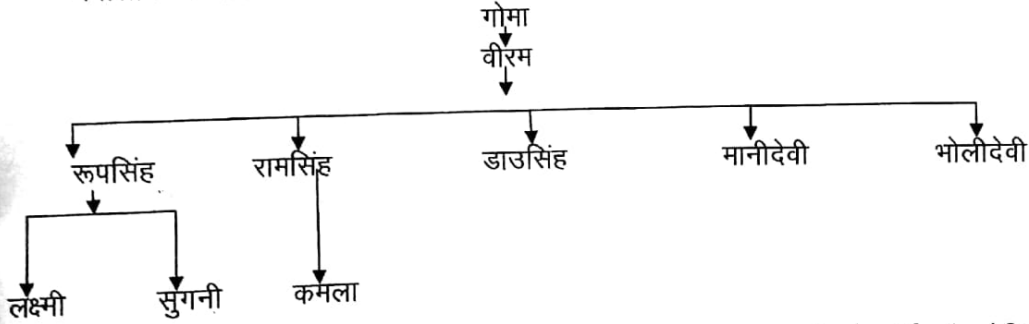 गोमा
वीरम
रूपसिंह रामसिंह डाउसिंह मानीदेवी भोलीदेवी
लक्ष्मी सुगनी कमला